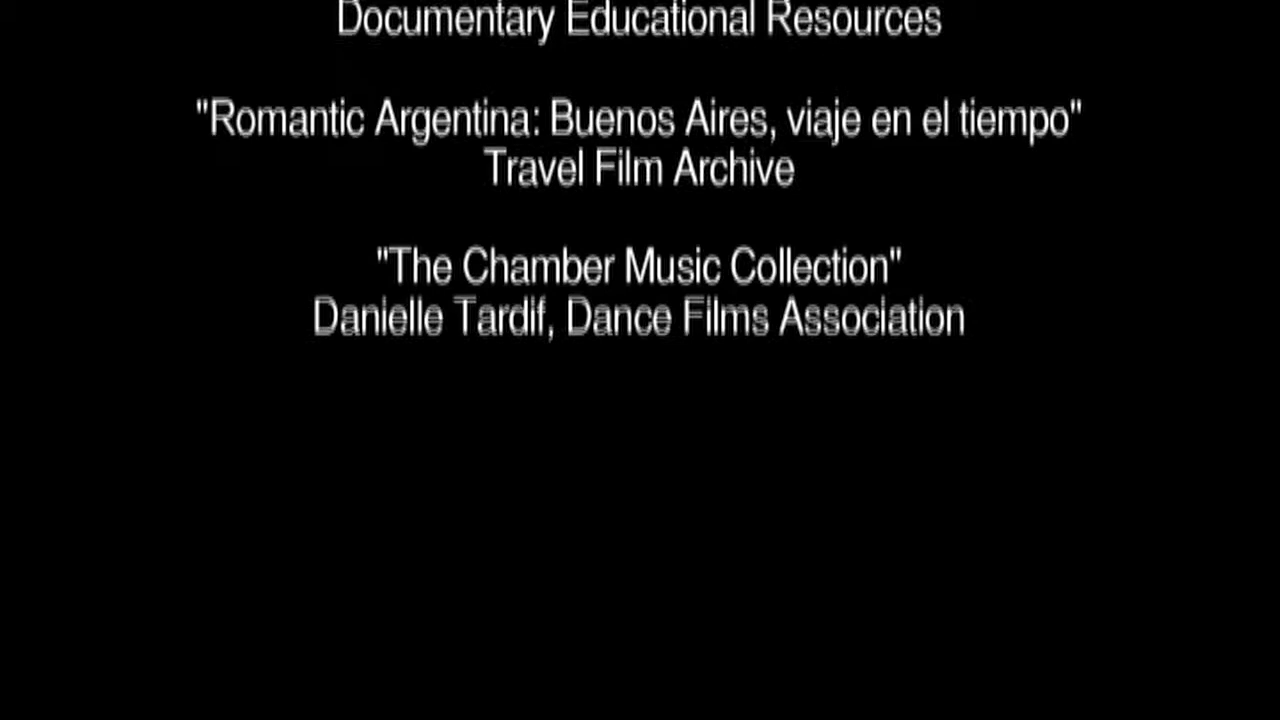 Documentary Educational Resources
"Romantic Argentina: Buenos Aires, viaje en el tiempo"
Travel Film Archive
"The Chamber Music Collection"
Danielle Tardif, Dance Films Association